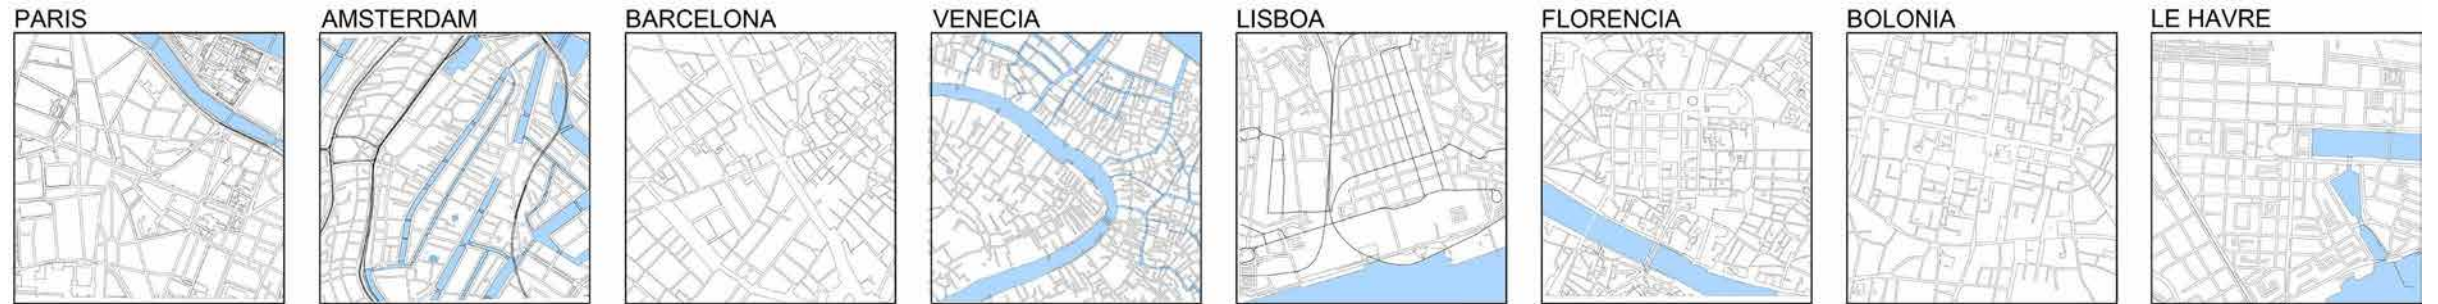 PARIS
AMSTERDAM
BARCELONA
VENECIA
LISBOA
FLORENCIA
BOLONIA
LE HAVRE